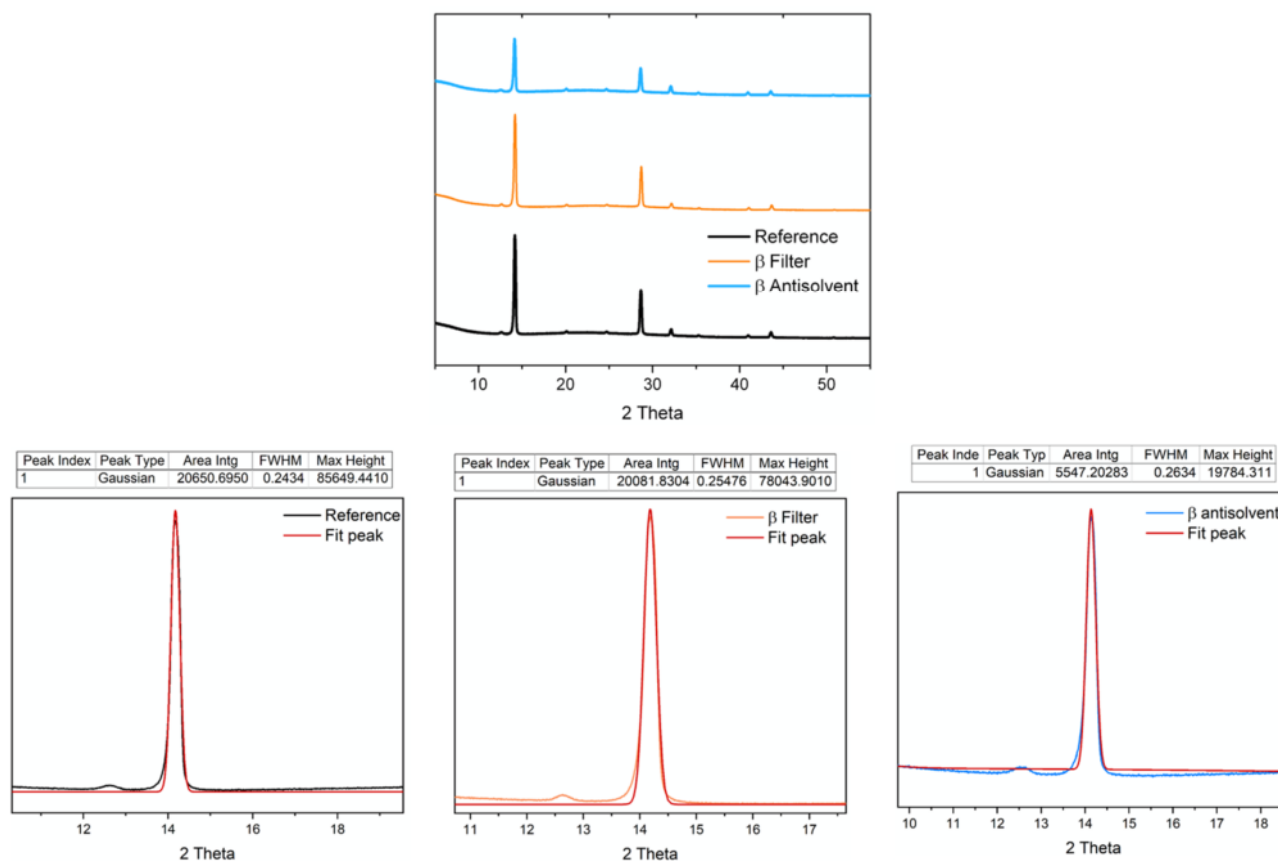 Reference
β Filter
β Antisolvent
10 20 30 40 50
2 Theta
Peak Index Peak Type Area Intg FWHM Max Height
1 Gaussian 20650.6950 0.2434 85649.4410
Reference
Fit peak
12 14 16 18
2 Theta
Peak Index Peak Type Area Intg FWHM Max Height
1 Gaussian 20081.8304 0.25476 78043.9010
β Filter
Fit peak
11 12 13 14 15 16 17
2 Theta
Peak Inde Peak Typ Area Intg FWHM Max Height
1 Gaussian 5547.20283 0.2634 19784.311
β antisolvent
Fit peak
10 11 12 13 14 15 16 17 18
2 Theta